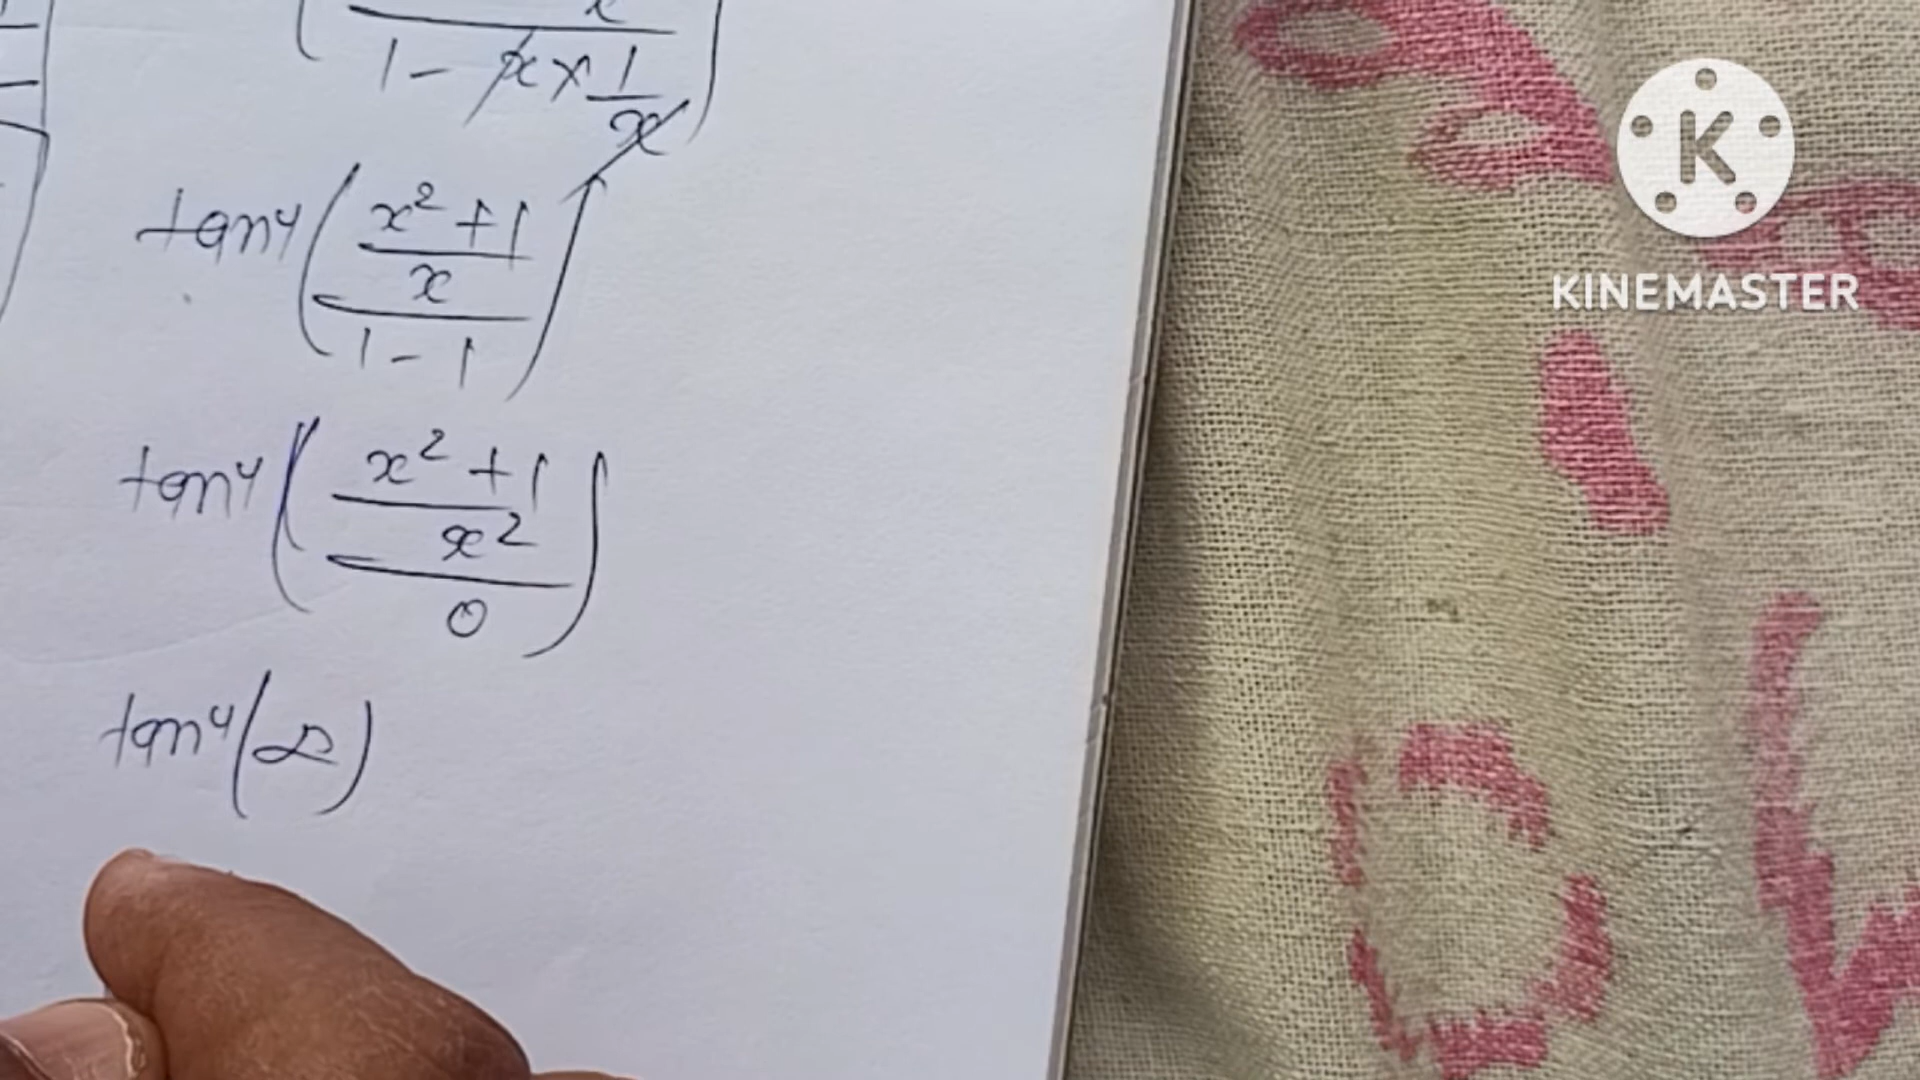 x
1 - x × 1/x
tan⁻¹((x² + 1)/x / (1 - 1))
tan⁻¹((x² + 1)/x² / 0)
tan⁻¹(∞)
K
KINEMASTER